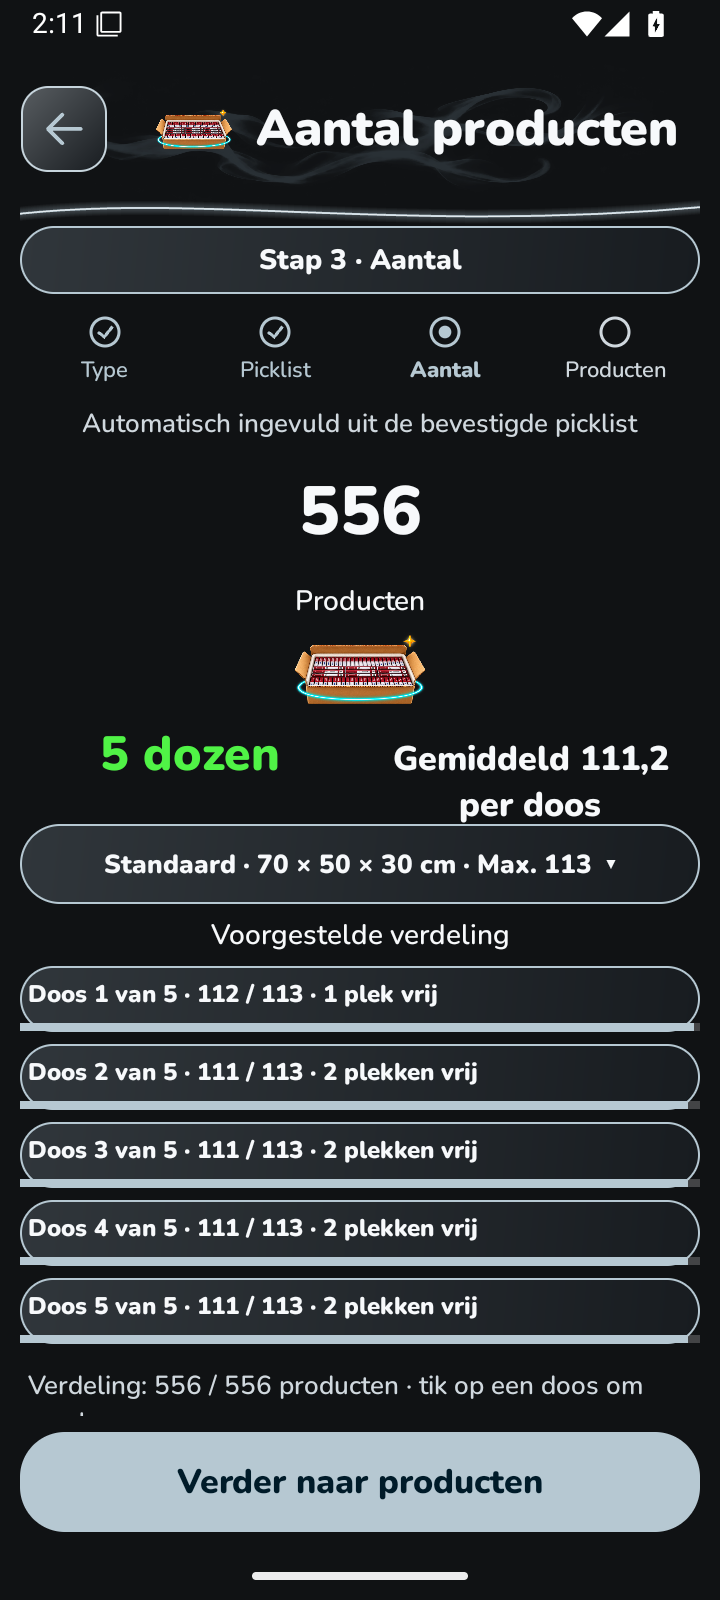 2:11
Aantal producten
Stap 3 · Aantal
Type
Picklist
Aantal
Producten
Automatisch ingevuld uit de bevestigde picklist
556
Producten
5 dozen
Gemiddeld 111,2
per doos
Standaard · 70 × 50 × 30 cm · Max. 113 ▾
Voorgestelde verdeling
Doos 1 van 5 · 112 / 113 · 1 plek vrij
Doos 2 van 5 · 111 / 113 · 2 plekken vrij
Doos 3 van 5 · 111 / 113 · 2 plekken vrij
Doos 4 van 5 · 111 / 113 · 2 plekken vrij
Doos 5 van 5 · 111 / 113 · 2 plekken vrij
Verdeling: 556 / 556 producten · tik op een doos om
Verder naar producten